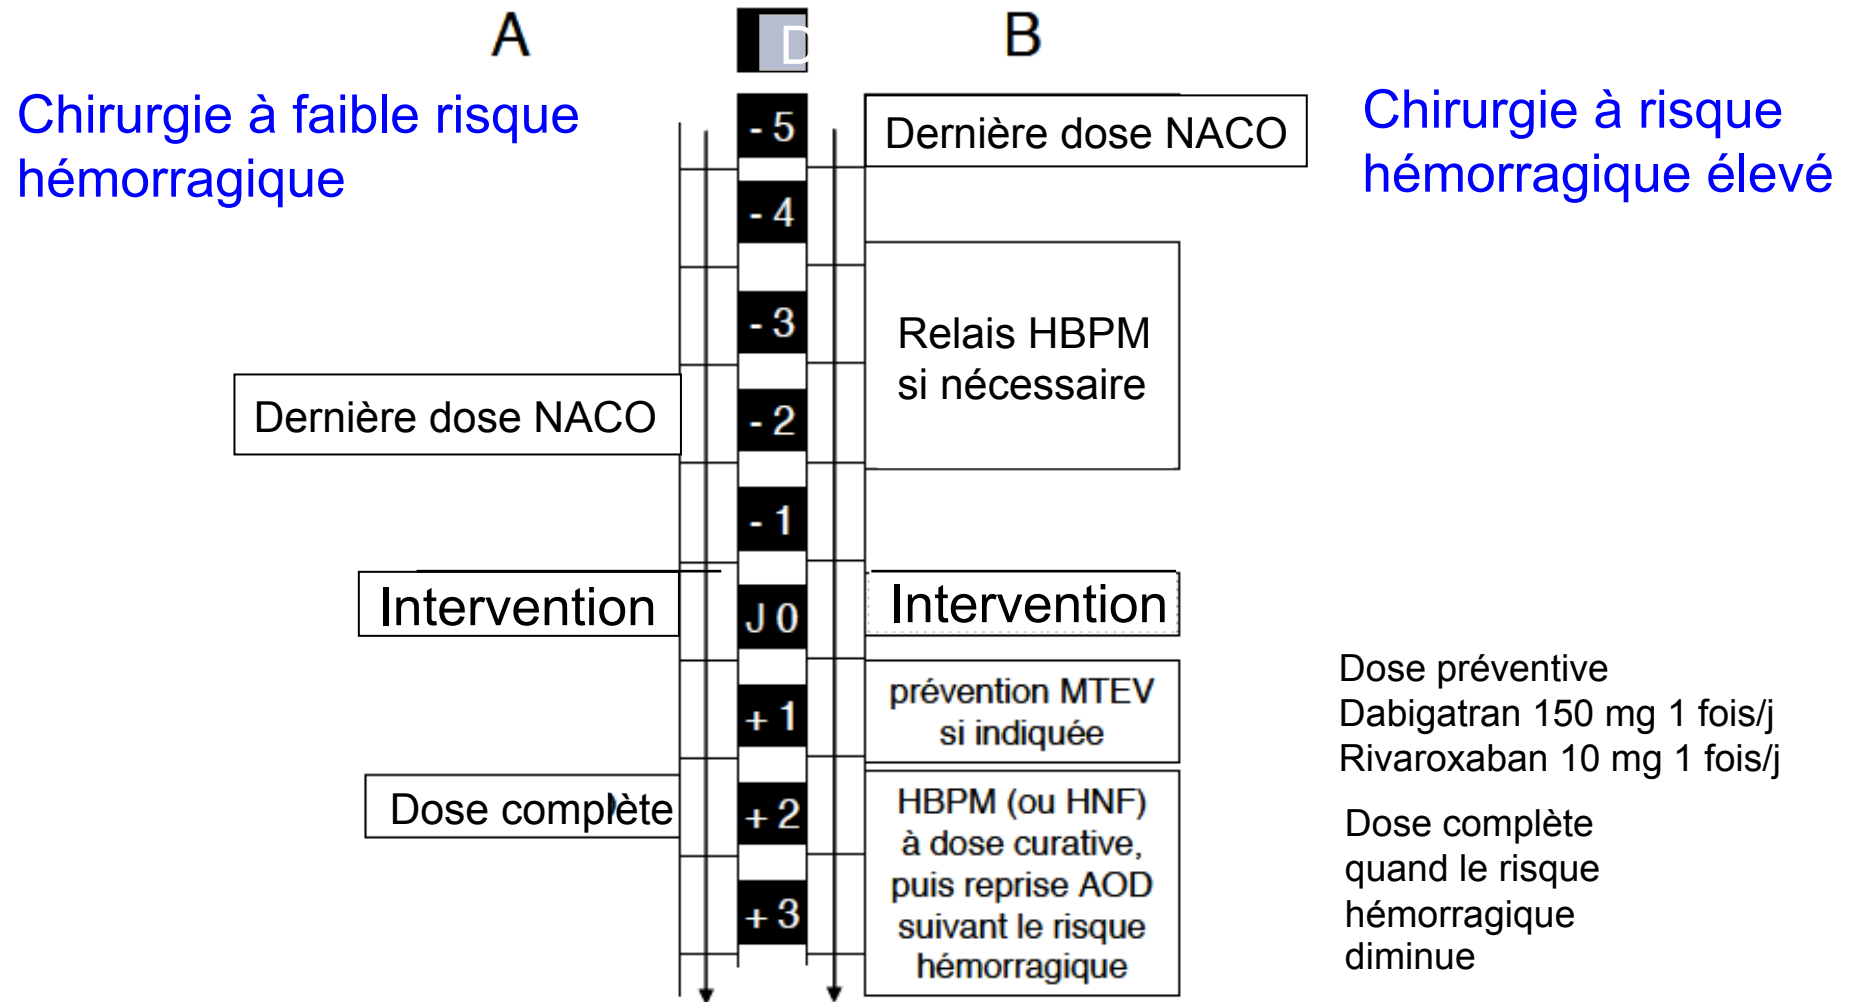 A
D
B
Chirurgie à faible risque
hémorragique
Chirurgie à risque
hémorragique élevé
- 5
Dernière dose NACO
- 4
- 3
Relais HBPM
si nécessaire
Dernière dose NACO
- 2
- 1
Intervention
J 0
Intervention
+ 1
prévention MTEV
si indiquée
Dose préventive
Dabigatran 150 mg 1 fois/j
Rivaroxaban 10 mg 1 fois/j
Dose complète
+ 2
+ 3
HBPM (ou HNF)
à dose curative,
puis reprise AOD
suivant le risque
hémorragique
Dose complète
quand le risque
hémorragique
diminue